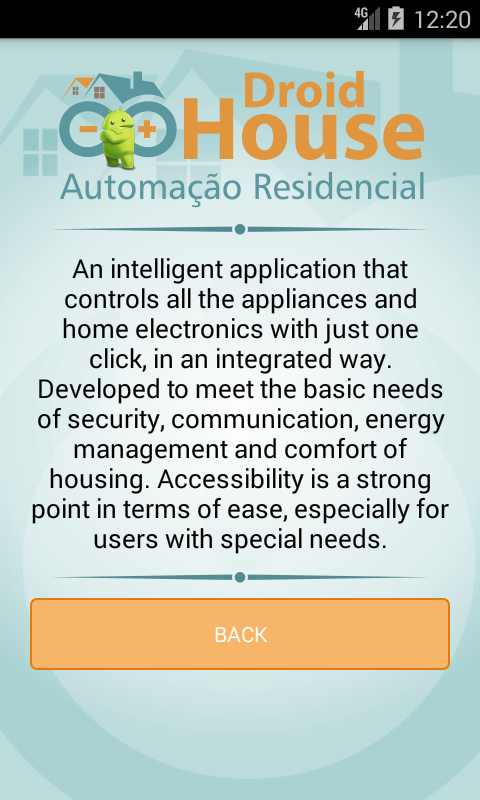 4G
12:20
Droid
House
Automação Residencial
An intelligent application that
controls all the appliances and
home electronics with just one
click, in an integrated way.
Developed to meet the basic needs
of security, communication, energy
management and comfort of
housing. Accessibility is a strong
point in terms of ease, especially for
users with special needs.
BACK